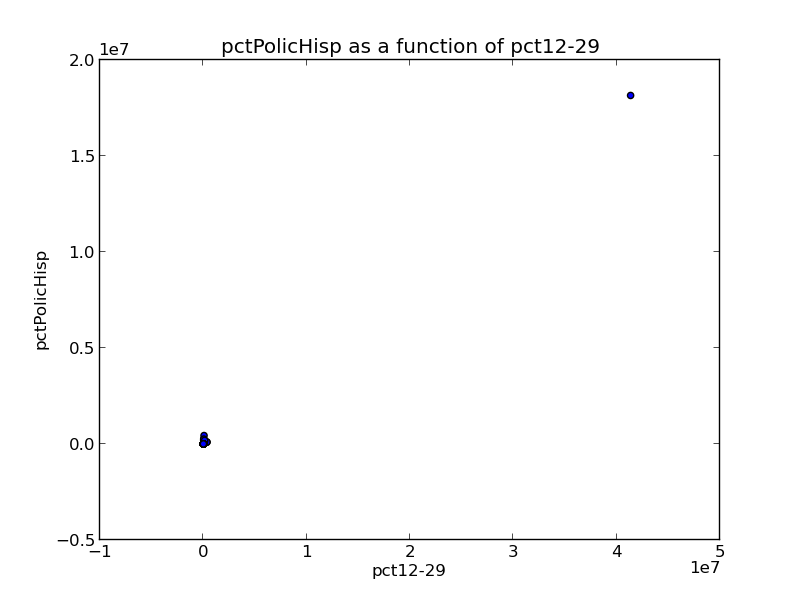 pctPolicHisp as a function of pct12-29
1e7
2.0
1.5
1.0
0.5
0.0
−0.5
pctPolicHisp
−1 0 1 2 3 4 5
1e7
pct12-29